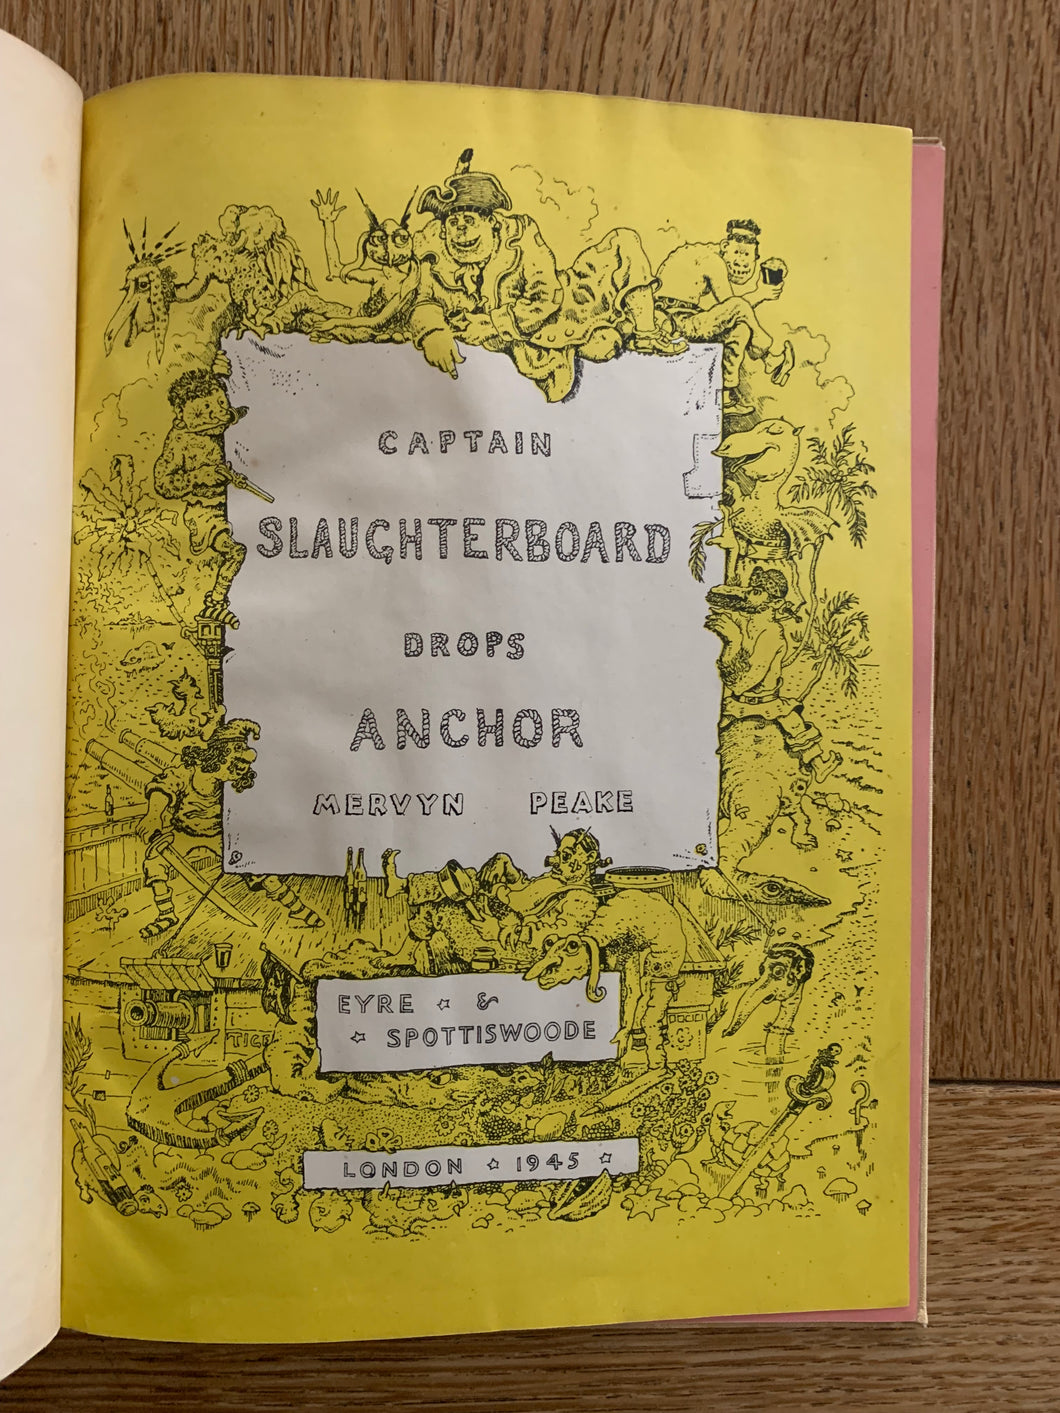 CAPTAIN
SLAUGHTERBOARD
DROPS
ANCHOR
MERVYN PEAKE
EYRE ☆ &
☆ SPOTTISWOODE
LONDON ☆ 1945 ☆